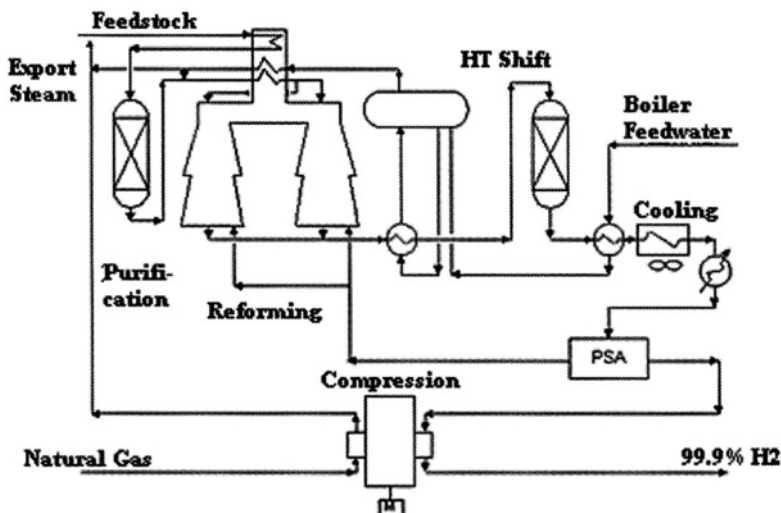 Feedstock
HT Shift
Export
Steam
Boiler
Feedwater
Cooling
Purifi-
cation
Reforming
PSA
Compression
Natural Gas
99.9% H2
M